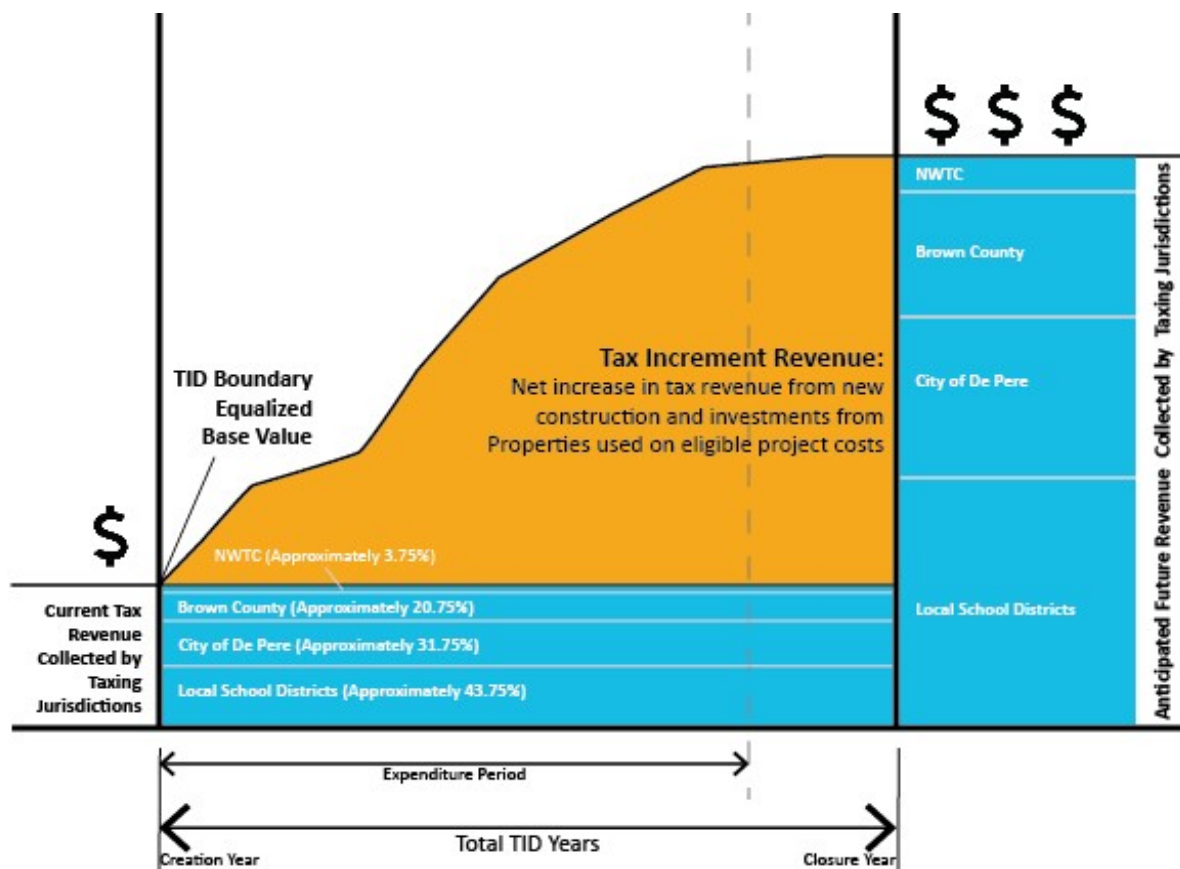 $ $ $
NWTC
Brown County
City of De Pere
Local School Districts
Anticipated Future Revenue Collected by Taxing Jurisdictions
Tax Increment Revenue:
Net increase in tax revenue from new
construction and investments from
Properties used on eligible project costs
TID Boundary
Equalized
Base Value
$
NWTC (Approximately 3.75%)
Brown County (Approximately 20.75%)
City of De Pere (Approximately 31.75%)
Local School Districts (Approximately 43.75%)
Current Tax
Revenue
Collected by
Taxing
Jurisdictions
Expenditure Period
Total TID Years
Creation Year
Closure Year